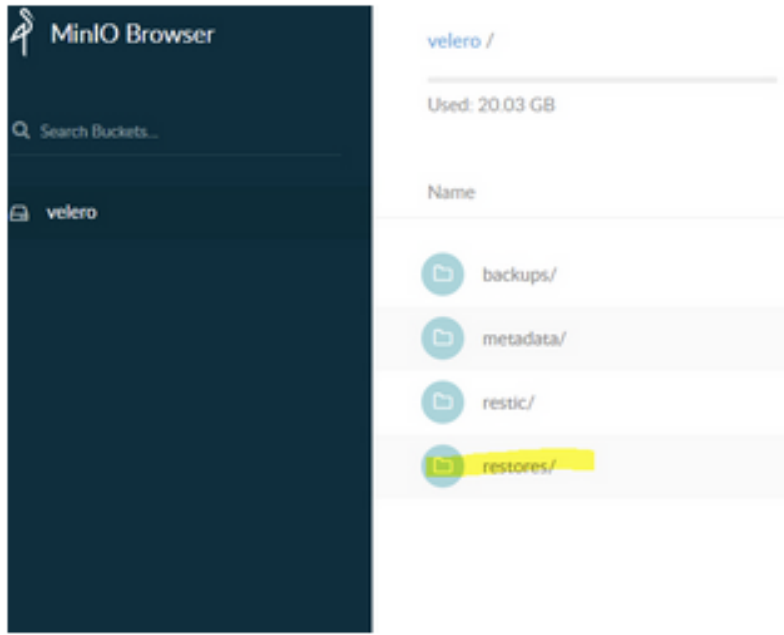 MinIO Browser
Search Buckets...
velero
velero /
Used: 20.03 GB
Name
backups/
metadata/
restic/
restores/